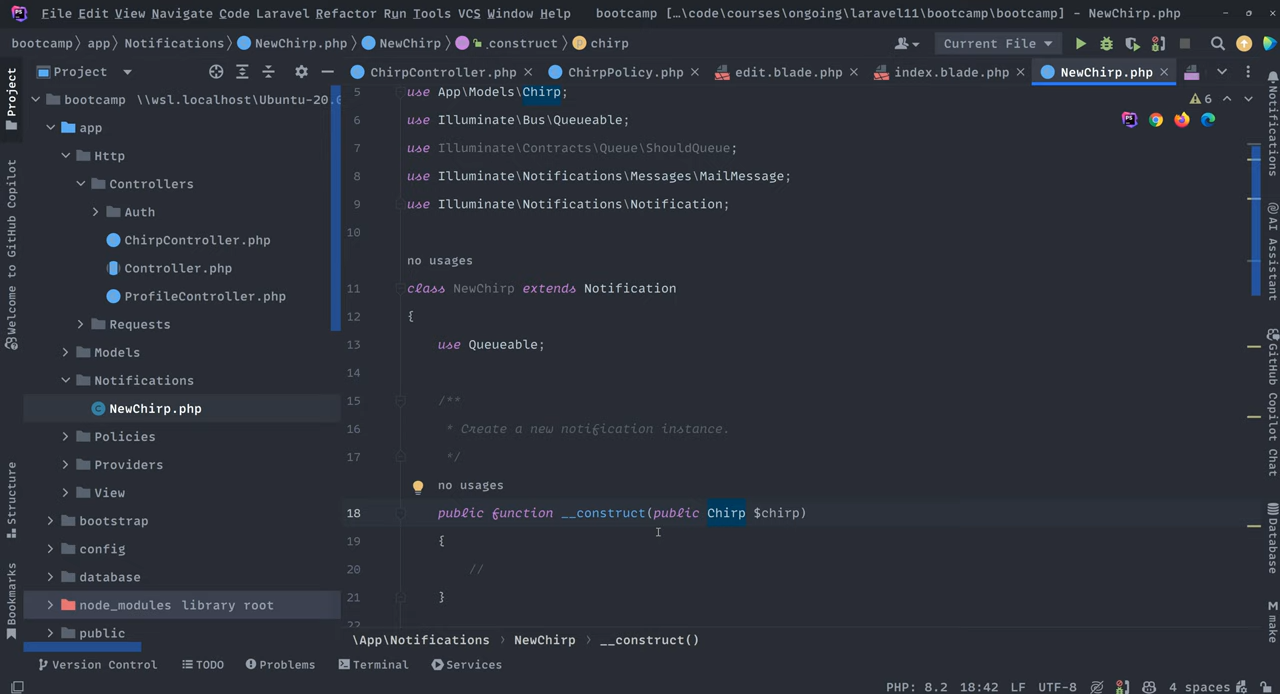 File Edit View Navigate Code Laravel Refactor Run Tools VCS Window Help bootcamp […\code\courses\ongoing\laravel11\bootcamp\bootcamp] – NewChirp.php
bootcamp app Notifications NewChirp.php NewChirp __construct chirp Current File
Project ChirpController.php ChirpPolicy.php edit.blade.php index.blade.php NewChirp.php
Project
Welcome to GitHub Copilot
Structure
Bookmarks
bootcamp \\wsl.localhost\Ubuntu-20.0
app
Http
Controllers
Auth
ChirpController.php
Controller.php
ProfileController.php
Requests
Models
Notifications
NewChirp.php
Policies
Providers
View
bootstrap
config
database
node_modules library root
public
6
5 use App\Models\Chirp;
6 use Illuminate\Bus\Queueable;
7 use Illuminate\Contracts\Queue\ShouldQueue;
8 use Illuminate\Notifications\Messages\MailMessage;
9 use Illuminate\Notifications\Notification;
10
no usages
11 class NewChirp extends Notification
12 {
13 use Queueable;
14
15 /**
16 * Create a new notification instance.
17 */
no usages
18 public function __construct(public Chirp $chirp)
19 {
20 //
21 }
22
\App\Notifications › NewChirp › __construct()
Notifications
AI Assistant
GitHub Copilot Chat
Database
make
Version Control TODO Problems Terminal Services
PHP: 8.2 18:42 LF UTF-8 4 spaces